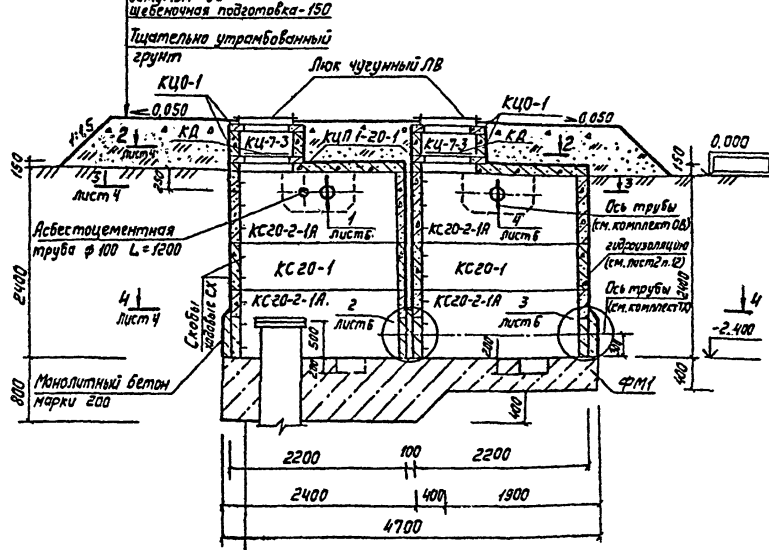 щебеночная подготовка-150
Тщательно утрамбованный
грунт
Люк чугунный ЛВ
КЦО-1
КЦО-1
0,050
0,050
1:1,5
2
лист 4
КД
КЦ-7-3
КЦП 1-20-1
КЦ-7-3
КД
2
0,000
150
150
3
лист 4
250
3
1
лист 6
4
лист 6
Ось трубы
(см. комплект ОВ)
Асбестоцементная
труба ϕ 100 L=1200
КС20-2-1А
КС20-2-1А
гидроизоляцию
(см. лист 2 п. 12)
КС20-1
КС20-1
Ось трубы
2400
2400
Скобы
ходовые СХ
КС20-2-1А
КС20-2-1А
4
лист 4
4
2
лист 6
3
лист 6
-2.400
500
200
200
Монолитный бетон
марки 200
ФМ1
800
400
400
2200
100
2200
2400
400
1900
4700